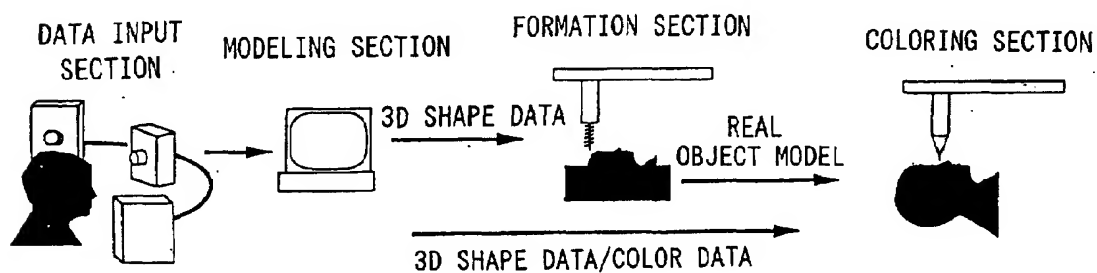 DATA INPUT
SECTION
MODELING SECTION
FORMATION SECTION
COLORING SECTION
3D SHAPE DATA
REAL
OBJECT MODEL
3D SHAPE DATA/COLOR DATA